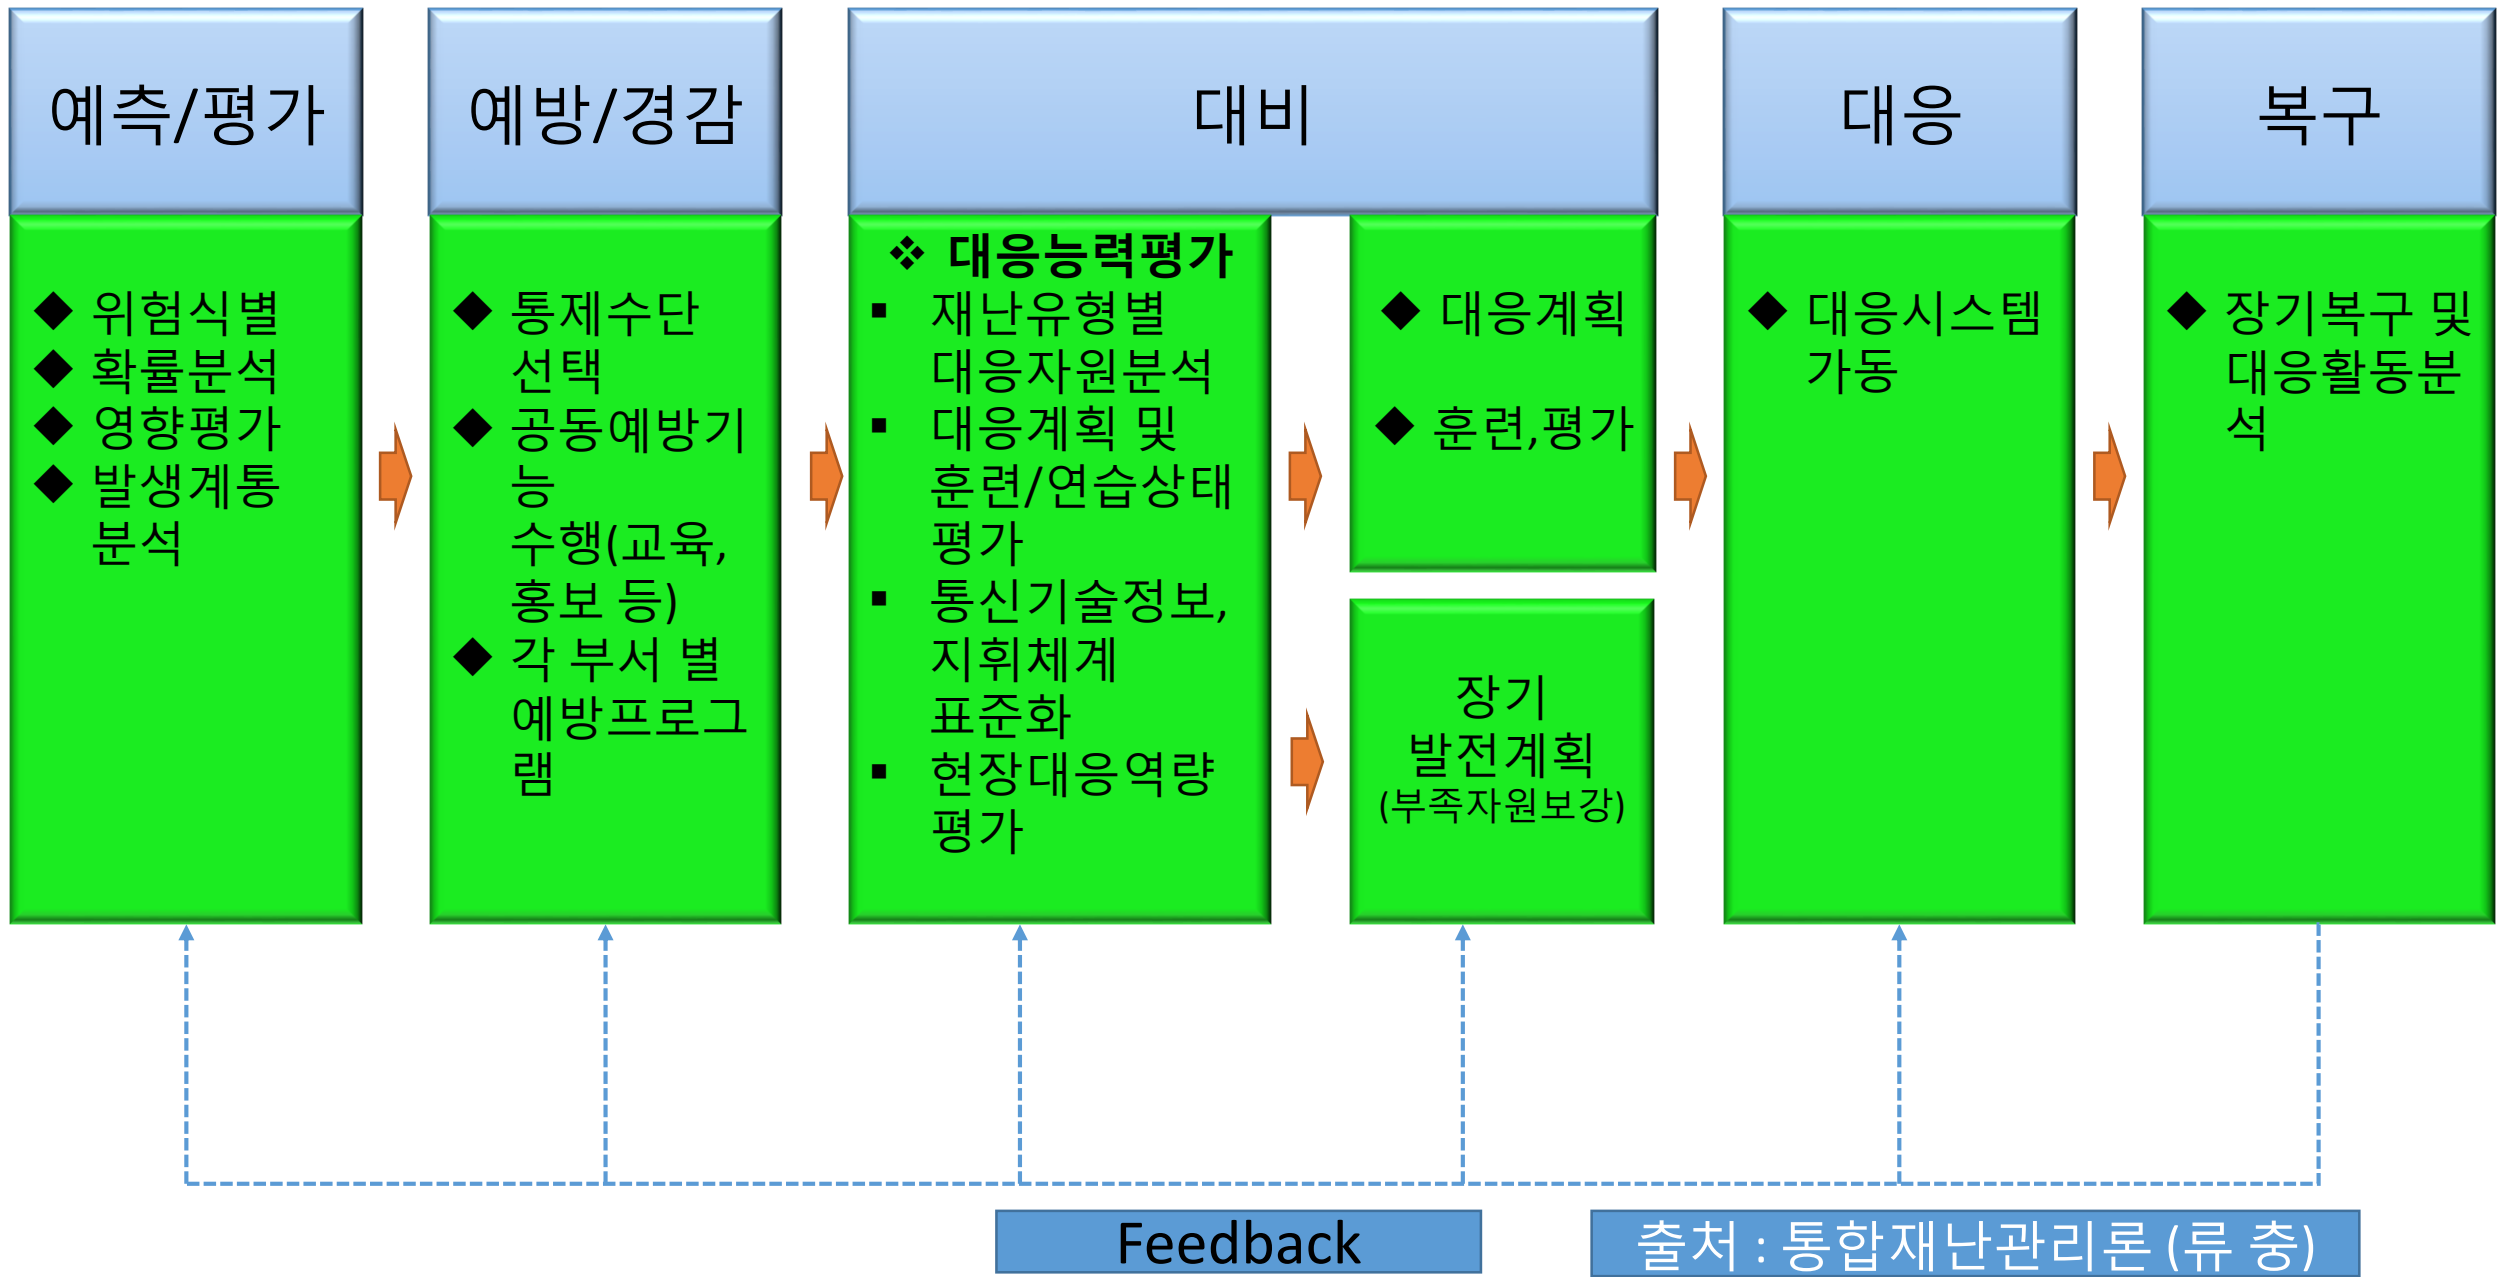 예측/평가
◆ 위험식별
◆ 확률분석
◆ 영향평가
◆ 발생계통
분석
예방/경감
◆ 통제수단
선택
◆ 공동예방기
능
수행(교육,
홍보 등)
◆ 각 부서 별
예방프로그
램
대비
❖ 대응능력평가
▪ 재난유형별
대응자원분석
▪ 대응계획 및
훈련/연습상태
평가
▪ 통신기술정보,
지휘체계
표준화
▪ 현장대응 역량
평가
◆ 대응계획
◆ 훈련,평가
장기
발전계획
(부족자원보강)
대응
◆ 대응시스템
가동
복구
◆ 장기복구 및
대응활동분
석
Feedback
출처 : 통합재난관리론(류 충)